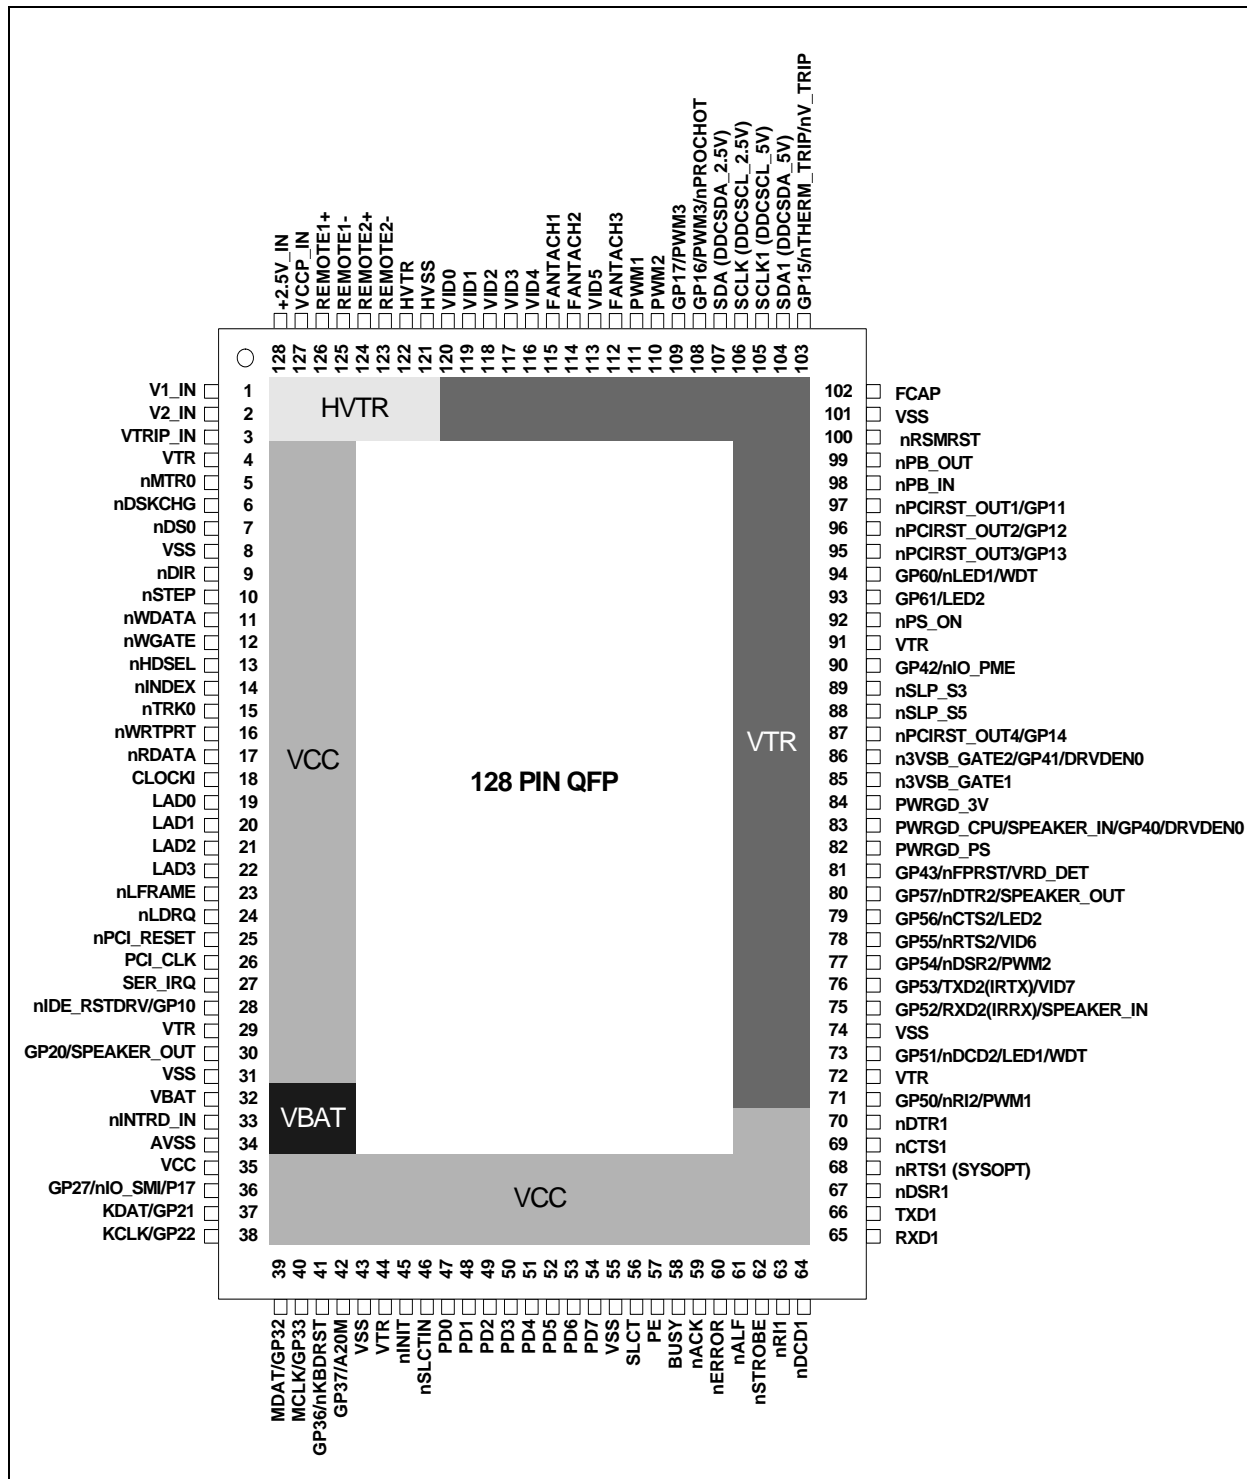 +2.5V_IN
VCCP_IN
REMOTE1+
REMOTE1-
REMOTE2+
REMOTE2-
HVTR
HVSS
VID0
VID1
VID2
VID3
VID4
FANTACH1
FANTACH2
VID5
FANTACH3
PWM1
PWM2
GP17/PWM3
GP16/PWM3/nPROCHOT
SDA (DDCSDA_2.5V)
SCLK (DDCSCL_2.5V)
SCLK1 (DDCSCL_5V)
SDA1 (DDCSDA_5V)
GP15/nTHERM_TRIP/nV_TRIP
128
127
126
125
124
123
122
121
120
119
118
117
116
115
114
113
112
111
110
109
108
107
106
105
104
103
V1_IN 1
V2_IN 2
VTRIP_IN 3
VTR 4
nMTR0 5
nDSKCHG 6
nDS0 7
VSS 8
nDIR 9
nSTEP 10
nWDATA 11
nWGATE 12
nHDSEL 13
nINDEX 14
nTRK0 15
nWRTPRT 16
nRDATA 17
CLOCKI 18
LAD0 19
LAD1 20
LAD2 21
LAD3 22
nLFRAME 23
nLDRQ 24
nPCI_RESET 25
PCI_CLK 26
SER_IRQ 27
nIDE_RSTDRV/GP10 28
VTR 29
GP20/SPEAKER_OUT 30
VSS 31
VBAT 32
nINTRD_IN 33
AVSS 34
VCC 35
GP27/nIO_SMI/P17 36
KDAT/GP21 37
KCLK/GP22 38
HVTR
VCC
128 PIN QFP
VTR
VBAT
VCC
102 FCAP
101 VSS
100 nRSMRST
99 nPB_OUT
98 nPB_IN
97 nPCIRST_OUT1/GP11
96 nPCIRST_OUT2/GP12
95 nPCIRST_OUT3/GP13
94 GP60/nLED1/WDT
93 GP61/LED2
92 nPS_ON
91 VTR
90 GP42/nIO_PME
89 nSLP_S3
88 nSLP_S5
87 nPCIRST_OUT4/GP14
86 n3VSB_GATE2/GP41/DRVDEN0
85 n3VSB_GATE1
84 PWRGD_3V
83 PWRGD_CPU/SPEAKER_IN/GP40/DRVDEN0
82 PWRGD_PS
81 GP43/nFPRST/VRD_DET
80 GP57/nDTR2/SPEAKER_OUT
79 GP56/nCTS2/LED2
78 GP55/nRTS2/VID6
77 GP54/nDSR2/PWM2
76 GP53/TXD2(IRTX)/VID7
75 GP52/RXD2(IRRX)/SPEAKER_IN
74 VSS
73 GP51/nDCD2/LED1/WDT
72 VTR
71 GP50/nRI2/PWM1
70 nDTR1
69 nCTS1
68 nRTS1 (SYSOPT)
67 nDSR1
66 TXD1
65 RXD1
39
40
41
42
43
44
45
46
47
48
49
50
51
52
53
54
55
56
57
58
59
60
61
62
63
64
MDAT/GP32
MCLK/GP33
GP36/nKBDRST
GP37/A20M
VSS
VTR
nINIT
nSLCTIN
PD0
PD1
PD2
PD3
PD4
PD5
PD6
PD7
VSS
SLCT
PE
BUSY
nACK
nERROR
nALF
nSTROBE
nRI1
nDCD1